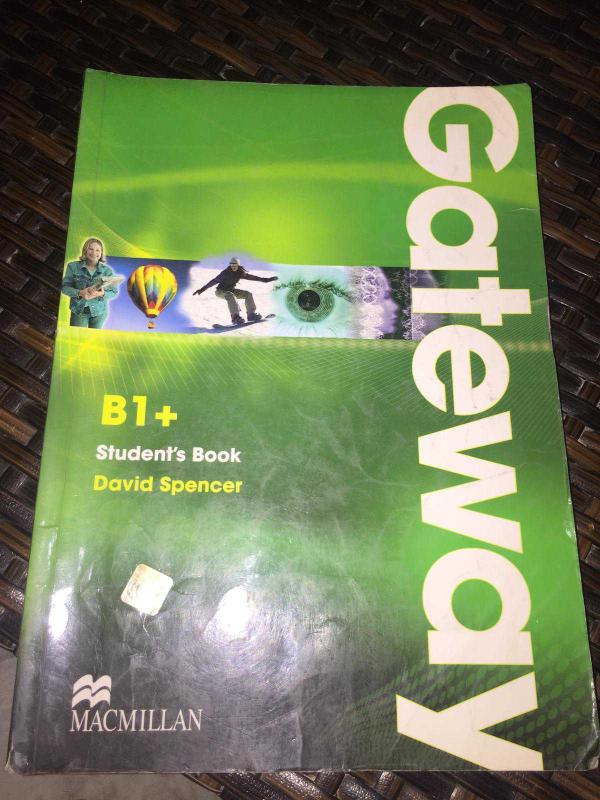 Gateway
B1+
Student's Book
David Spencer
MACMILLAN